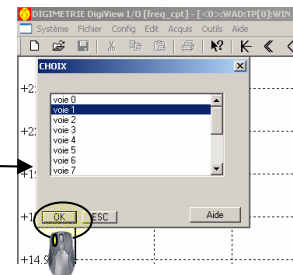 DIGIMETRIE DigiView I/O [freq_cpt] - [<0>:WAD:TP[0]:WIN
Système Fichier Config Edit Acquis Outils Aide
CHOIX
voie 0
voie 1
voie 2
voie 3
voie 4
voie 5
voie 6
voie 7
OK ESC Aide
+14.9